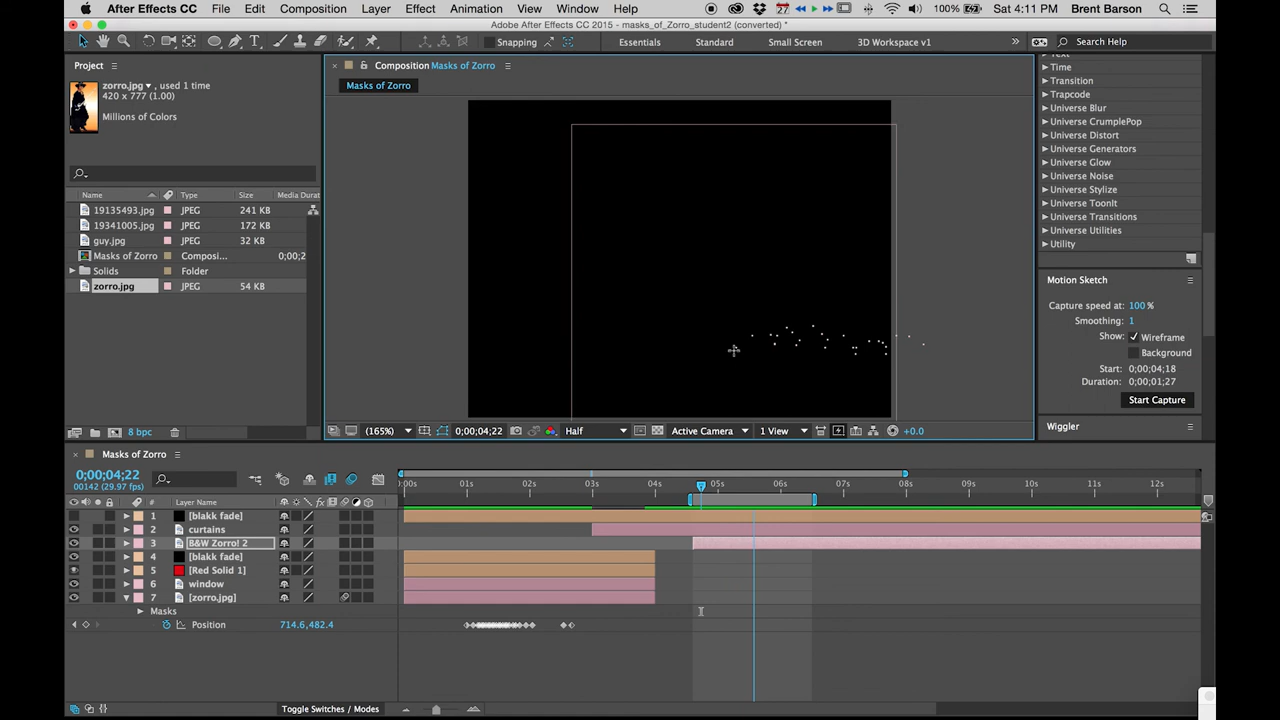 After Effects CC File Edit Composition Layer Effect Animation View Window Help 27 100% Sat 4:11 PM Brent Barson
Adobe After Effects CC 2015 - masks_of_Zorro_student2 (converted) *
Snapping Essentials Standard Small Screen 3D Workspace v1 Search Help
Project
zorro.jpg, used 1 time
420 x 777 (1.00)
Millions of Colors
Name Type Size Media Durat
19135493.jpg JPEG 241 KB
19341005.jpg JPEG 172 KB
guy.jpg JPEG 32 KB
Masks of Zorro Composi... 0;00;2
Solids Folder
zorro.jpg JPEG 54 KB
8 bpc
Composition Masks of Zorro
Masks of Zorro
(165%) 0;00;04;22 Half Active Camera 1 View +0.0
Time
Transition
Trapcode
Universe Blur
Universe CrumplePop
Universe Distort
Universe Generators
Universe Glow
Universe Noise
Universe Stylize
Universe ToonIt
Universe Transitions
Universe Utilities
Utility
Motion Sketch
Capture speed at: 100 %
Smoothing: 1
Show: Wireframe
Background
Start: 0;00;04;18
Duration: 0;00;01;27
Start Capture
Wiggler
Masks of Zorro
0;00;04;22
00142 (29.97 fps)
:00s 01s 02s 03s 04s 05s 06s 07s 08s 09s 10s 11s 12s
# Layer Name
1 [blakk fade]
2 curtains
3 B&W Zorro! 2
4 [blakk fade]
5 [Red Solid 1]
6 window
7 [zorro.jpg]
Masks
Position 714.6,482.4
Toggle Switches / Modes